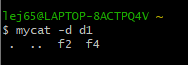 lej65@LAPTOP-8ACTPQ4V ~
$ mycat -d d1
.  ..  f2  f4